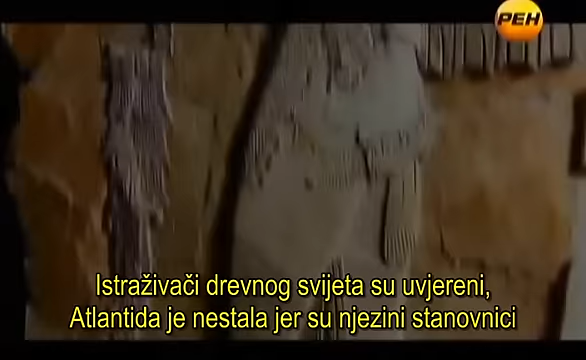 РЕН
Istraživači drevnog svijeta su uvjereni,
Atlantida je nestala jer su njezini stanovnici